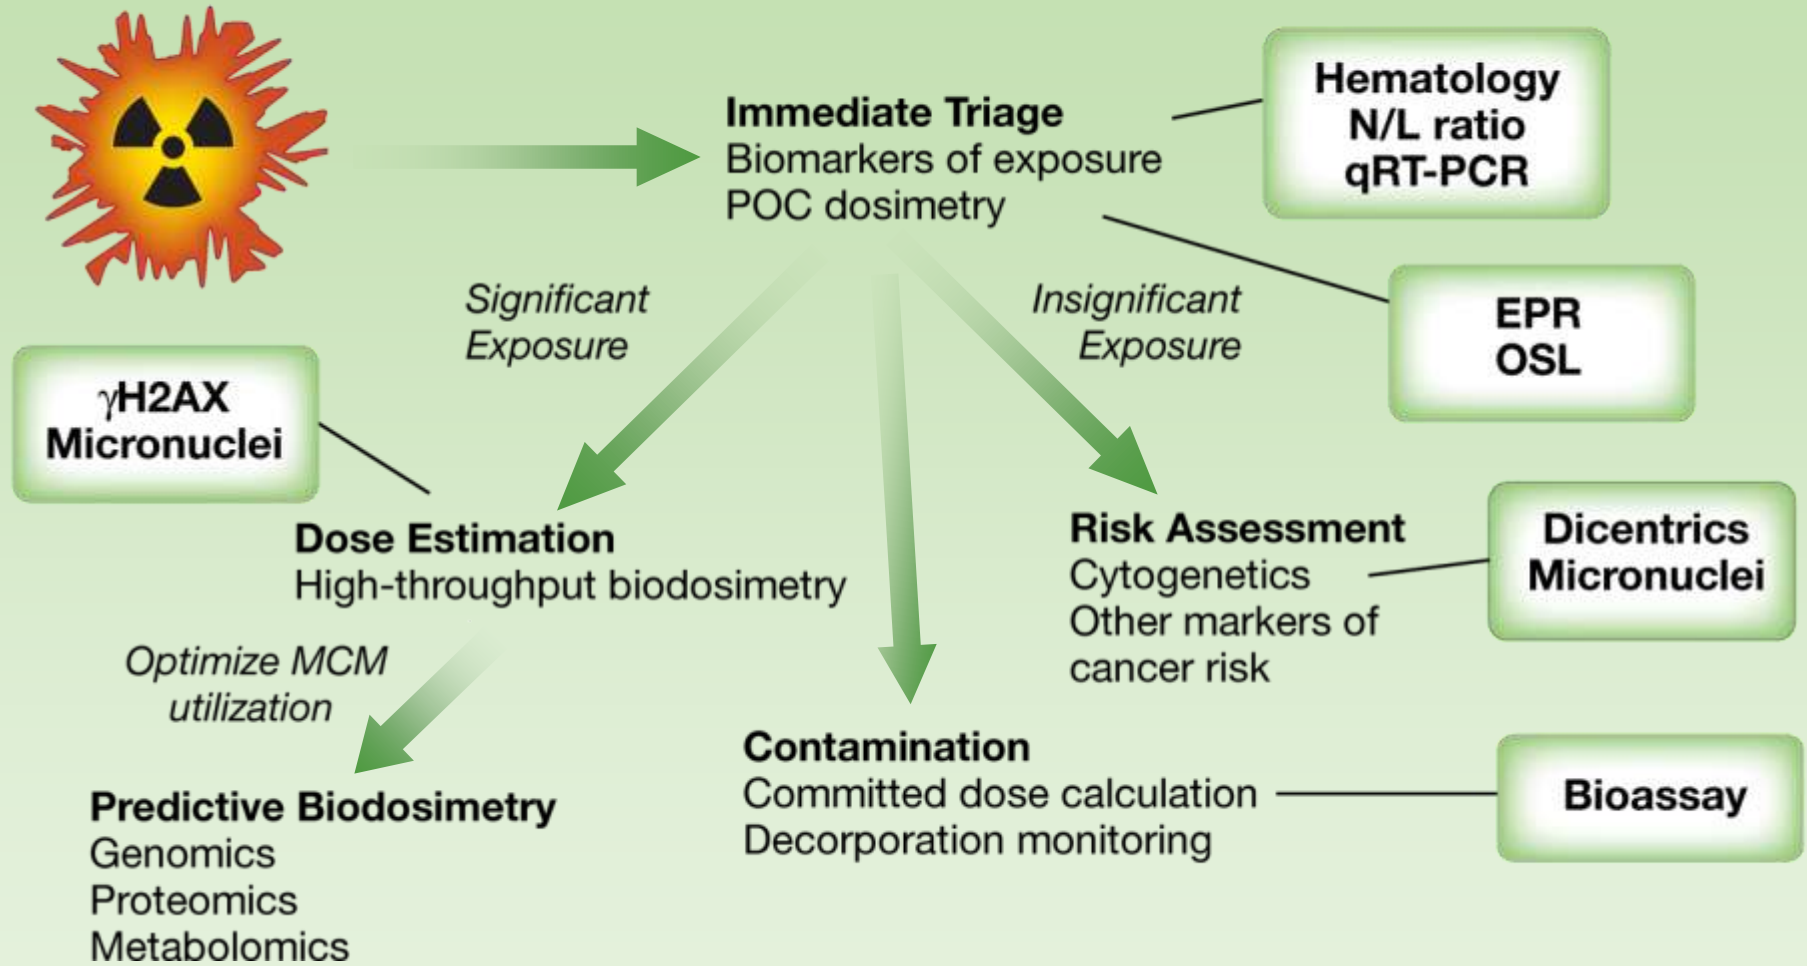 Immediate Triage
Biomarkers of exposure
POC dosimetry
Hematology
N/L ratio
qRT-PCR
EPR
OSL
Significant
Exposure
Insignificant
Exposure
γH2AX
Micronuclei
Dose Estimation
High-throughput biodosimetry
Risk Assessment
Cytogenetics
Other markers of
cancer risk
Dicentrics
Micronuclei
Optimize MCM
utilization
Contamination
Committed dose calculation
Decorporation monitoring
Bioassay
Predictive Biodosimetry
Genomics
Proteomics
Metabolomics